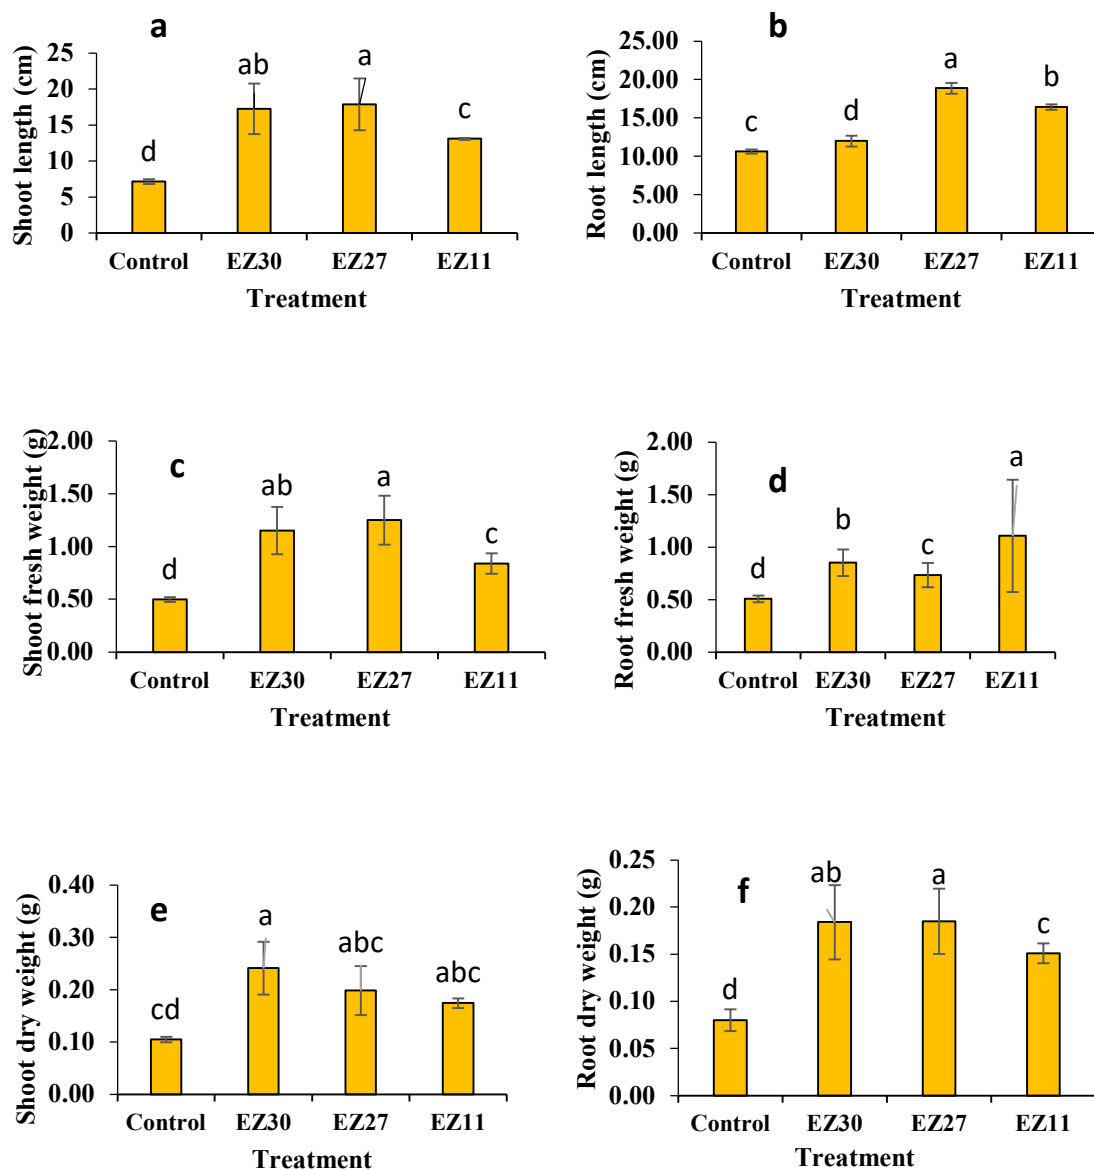 a
Shoot length (cm)
25
20
15
10
5
0
d
ab
a
c
Control EZ30 EZ27 EZ11
Treatment
b
Root length (cm)
25.00
20.00
15.00
10.00
5.00
0.00
c
d
a
b
Control EZ30 EZ27 EZ11
Treatment
c
Shoot fresh weight (g)
2.00
1.50
1.00
0.50
0.00
d
ab
a
c
Control EZ30 EZ27 EZ11
Treatment
d
Root fresh weight (g)
2.00
1.50
1.00
0.50
0.00
d
b
c
a
Control EZ30 EZ27 EZ11
Treatment
e
Shoot dry weight (g)
0.40
0.30
0.20
0.10
0.00
cd
a
abc
abc
Control EZ30 EZ27 EZ11
Treatment
f
Root dry weight (g)
0.25
0.20
0.15
0.10
0.05
0.00
d
ab
a
c
Control EZ30 EZ27 EZ11
Treatment